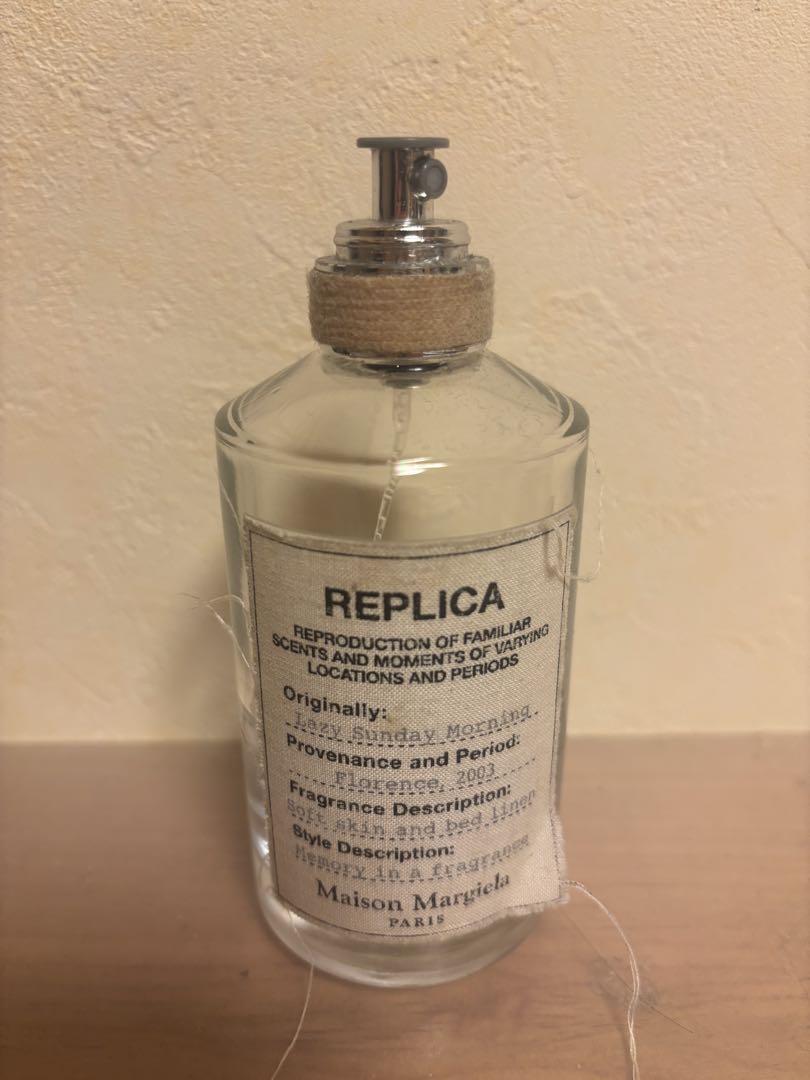 REPLICA
REPRODUCTION OF FAMILIAR
SCENTS AND MOMENTS OF VARYING
LOCATIONS AND PERIODS
Originally:
Lazy Sunday Morning
Provenance and Period:
Florence, 2003
Fragrance Description:
Soft skin and bed linen
Style Description:
Memory in a fragrance
Maison Margiela
PARIS